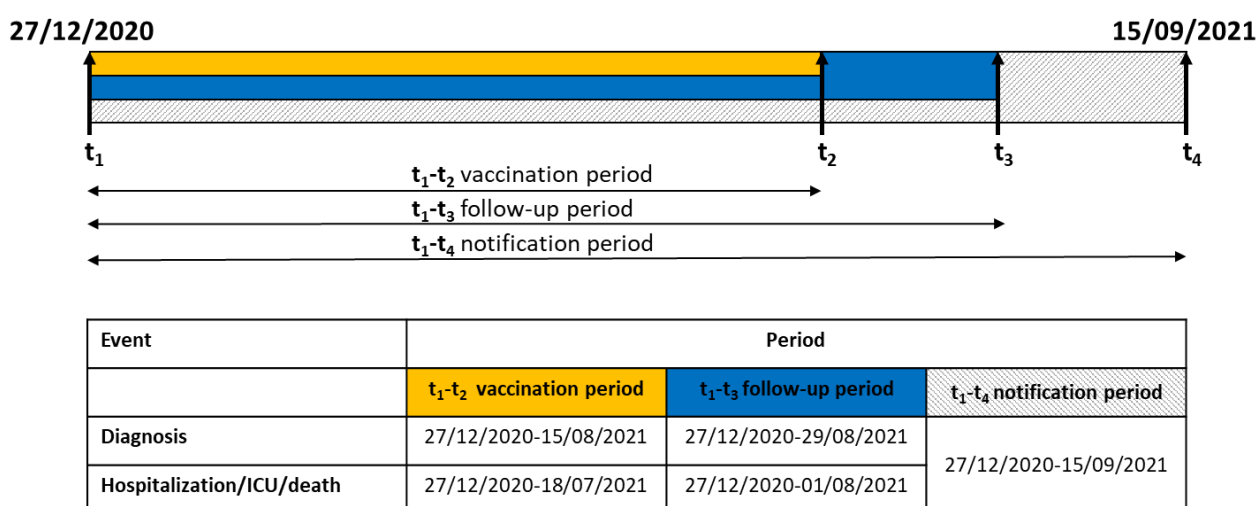 27/12/2020 15/09/2021
t₁ t₂ t₃ t₄
t₁-t₂ vaccination period
t₁-t₃ follow-up period
t₁-t₄ notification period
Event Period
t₁-t₂ vaccination period t₁-t₃ follow-up period t₁-t₄ notification period
Diagnosis 27/12/2020-15/08/2021 27/12/2020-29/08/2021
27/12/2020-15/09/2021
Hospitalization/ICU/death 27/12/2020-18/07/2021 27/12/2020-01/08/2021